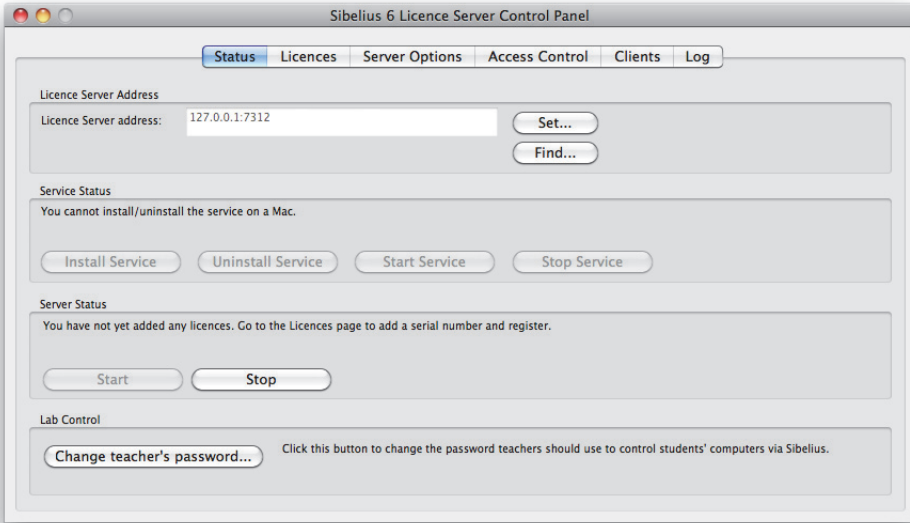 Sibelius 6 Licence Server Control Panel
Status Licences Server Options Access Control Clients Log
Licence Server Address
Licence Server address: 127.0.0.1:7312
Set...
Find...
Service Status
You cannot install/uninstall the service on a Mac.
Install Service Uninstall Service Start Service Stop Service
Server Status
You have not yet added any licences. Go to the Licences page to add a serial number and register.
Start Stop
Lab Control
Change teacher's password... Click this button to change the password teachers should use to control students' computers via Sibelius.